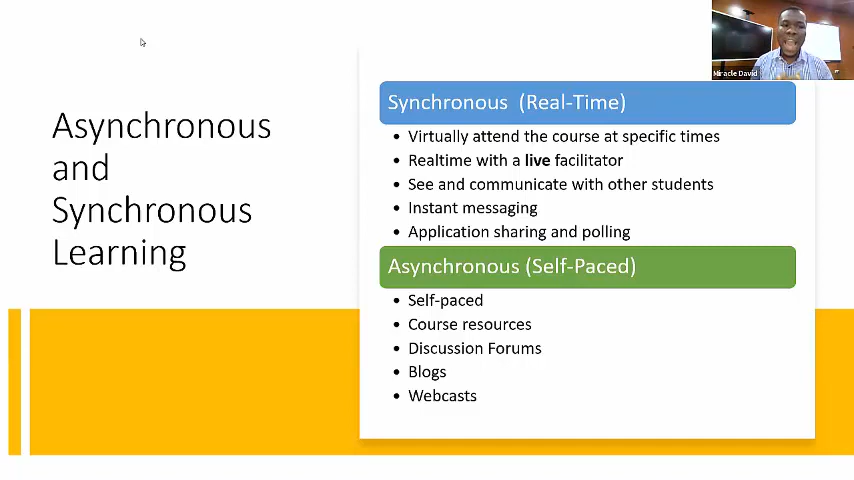 Miracle David
Asynchronous
and
Synchronous
Learning
Synchronous (Real-Time)
• Virtually attend the course at specific times
• Realtime with a live facilitator
• See and communicate with other students
• Instant messaging
• Application sharing and polling
Asynchronous (Self-Paced)
• Self-paced
• Course resources
• Discussion Forums
• Blogs
• Webcasts